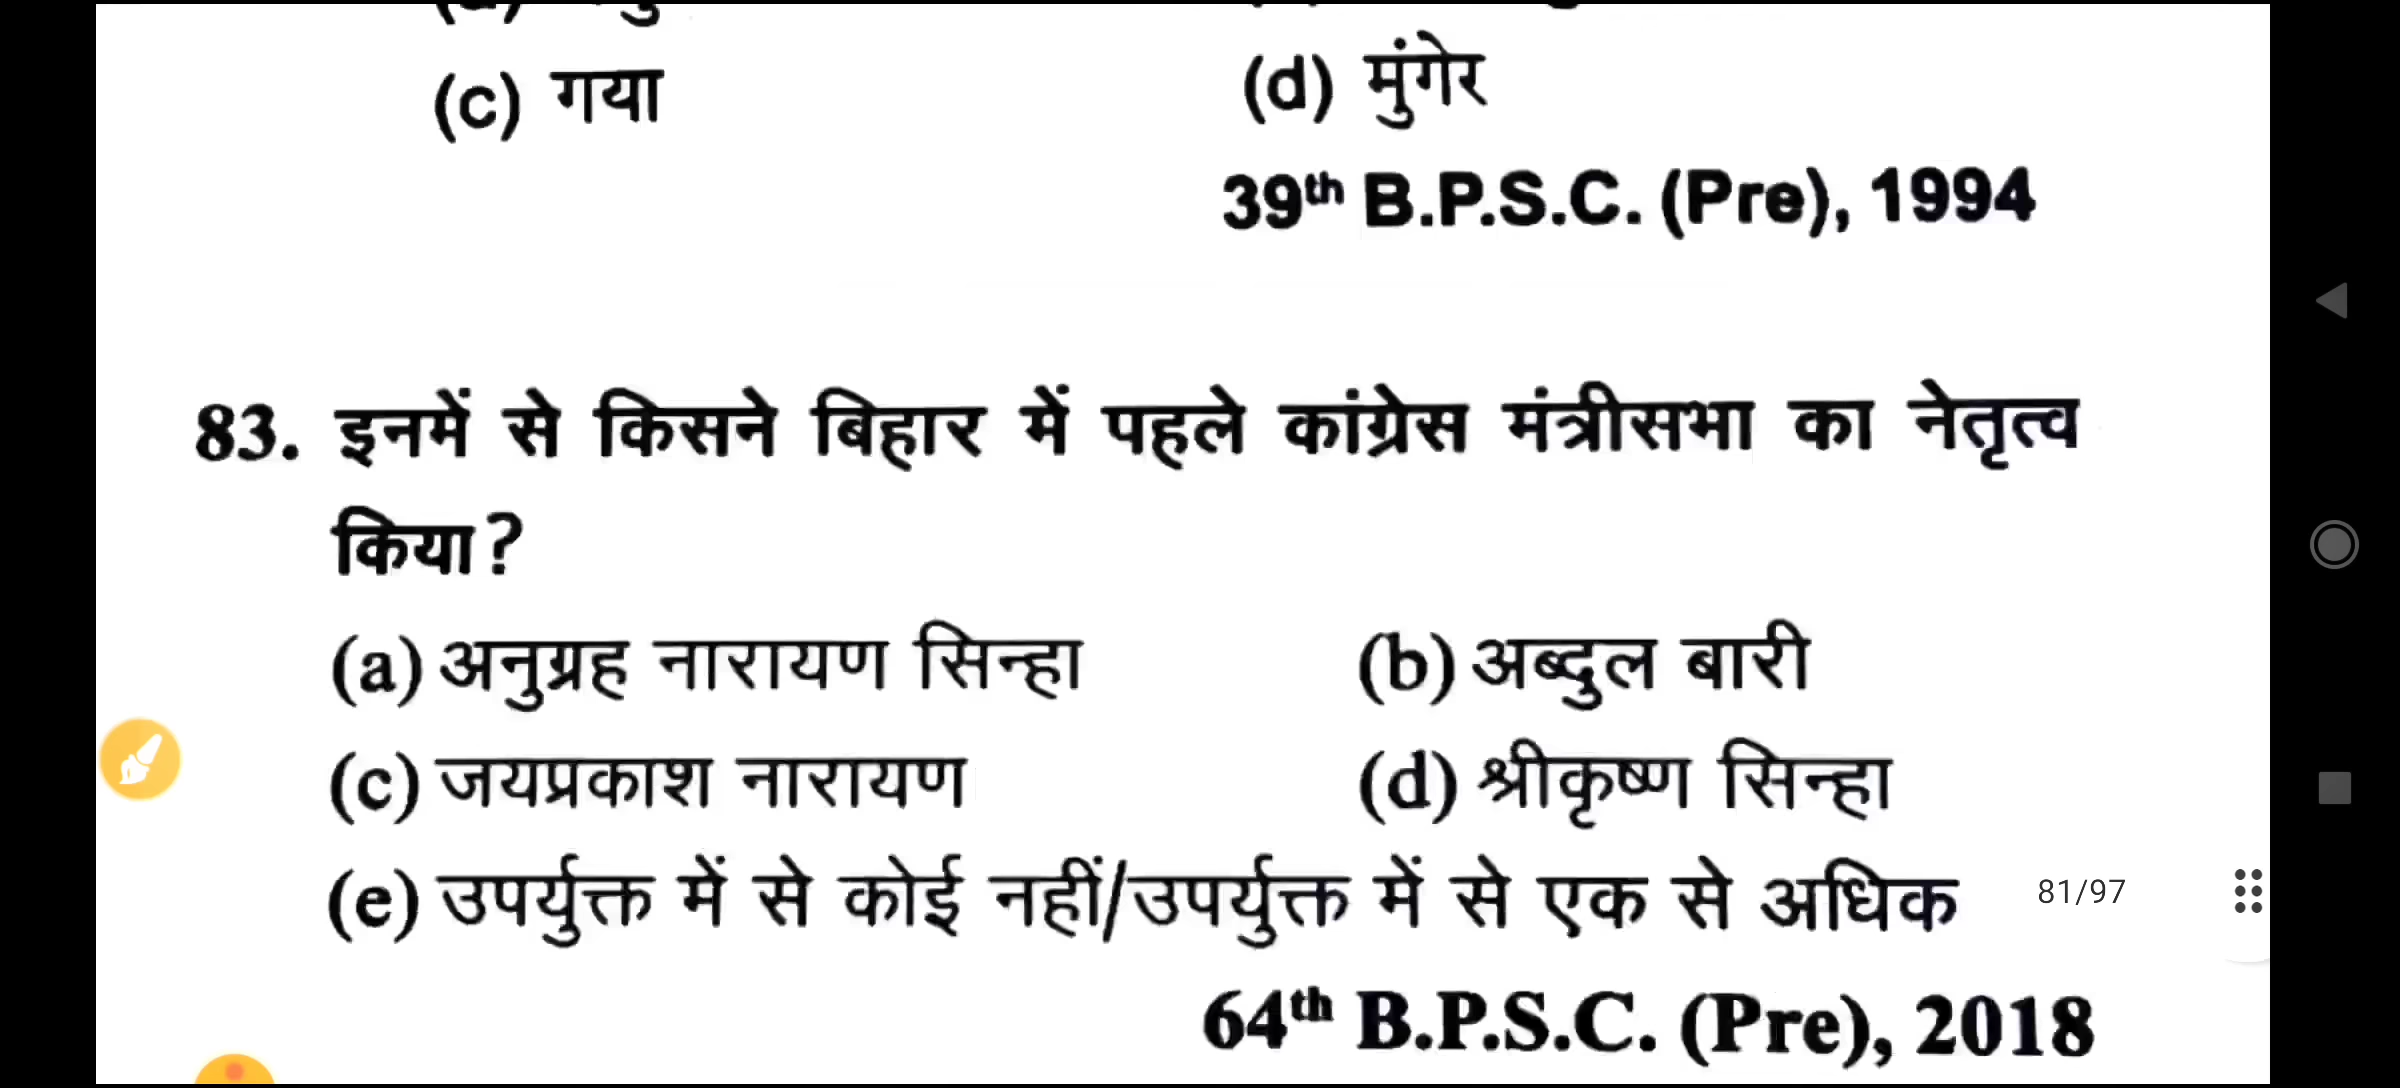 (c) गया (d) मुंगेर
39th B.P.S.C. (Pre), 1994
83. इनमें से किसने बिहार में पहले कांग्रेस मंत्रीसभा का नेतृत्व
किया?
(a) अनुग्रह नारायण सिन्हा (b) अब्दुल बारी
(c) जयप्रकाश नारायण (d) श्रीकृष्ण सिन्हा
(e) उपर्युक्त में से कोई नहीं/उपर्युक्त में से एक से अधिक
81/97
64th B.P.S.C. (Pre), 2018